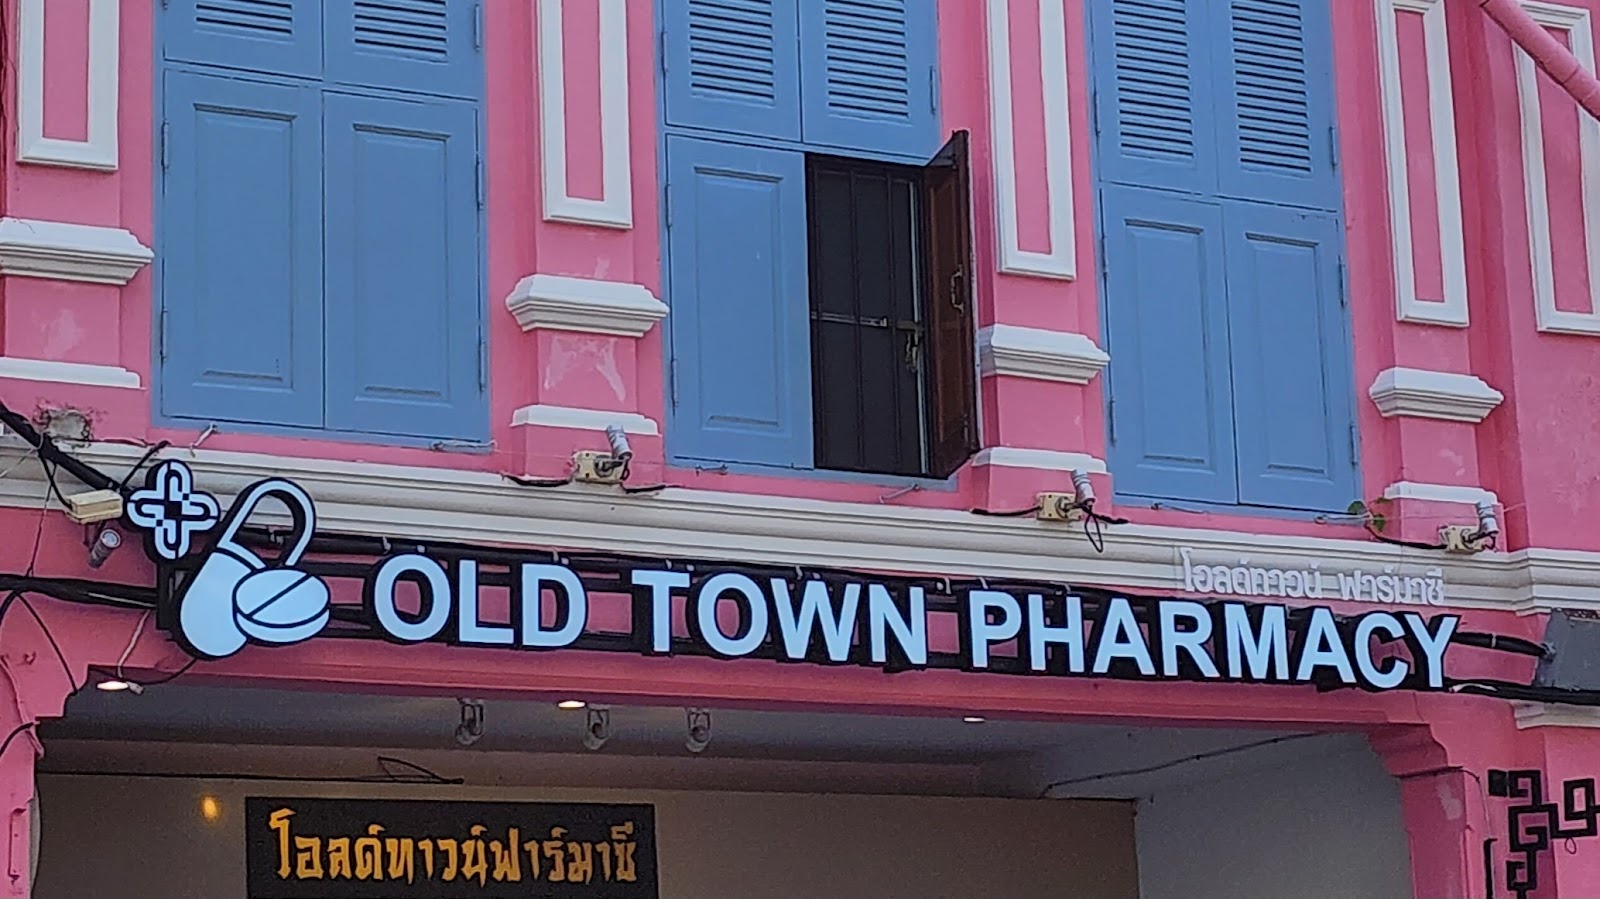 โอลด์ทาวน์ ฟาร์มาซี
OLD TOWN PHARMACY
โอลด์ทาวน์ฟาร์มาซี